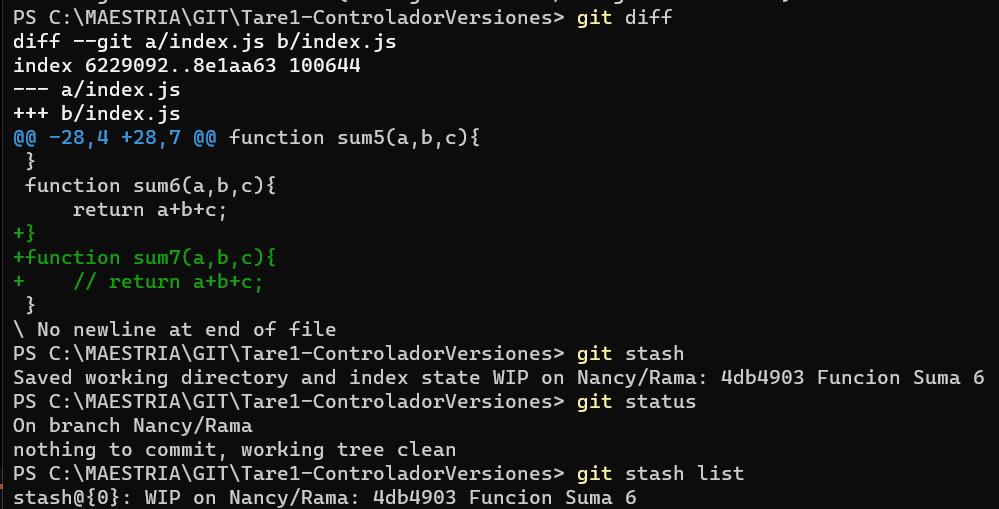 PS C:\MAESTRIA\GIT\Tare1-ControladorVersiones> git diff
diff --git a/index.js b/index.js
index 6229092..8e1aa63 100644
--- a/index.js
+++ b/index.js
@@ -28,4 +28,7 @@ function sum5(a,b,c){
 }
 function sum6(a,b,c){
     return a+b+c;
+}
+function sum7(a,b,c){
+    // return a+b+c;
 }
\ No newline at end of file
PS C:\MAESTRIA\GIT\Tare1-ControladorVersiones> git stash
Saved working directory and index state WIP on Nancy/Rama: 4db4903 Funcion Suma 6
PS C:\MAESTRIA\GIT\Tare1-ControladorVersiones> git status
On branch Nancy/Rama
nothing to commit, working tree clean
PS C:\MAESTRIA\GIT\Tare1-ControladorVersiones> git stash list
stash@{0}: WIP on Nancy/Rama: 4db4903 Funcion Suma 6